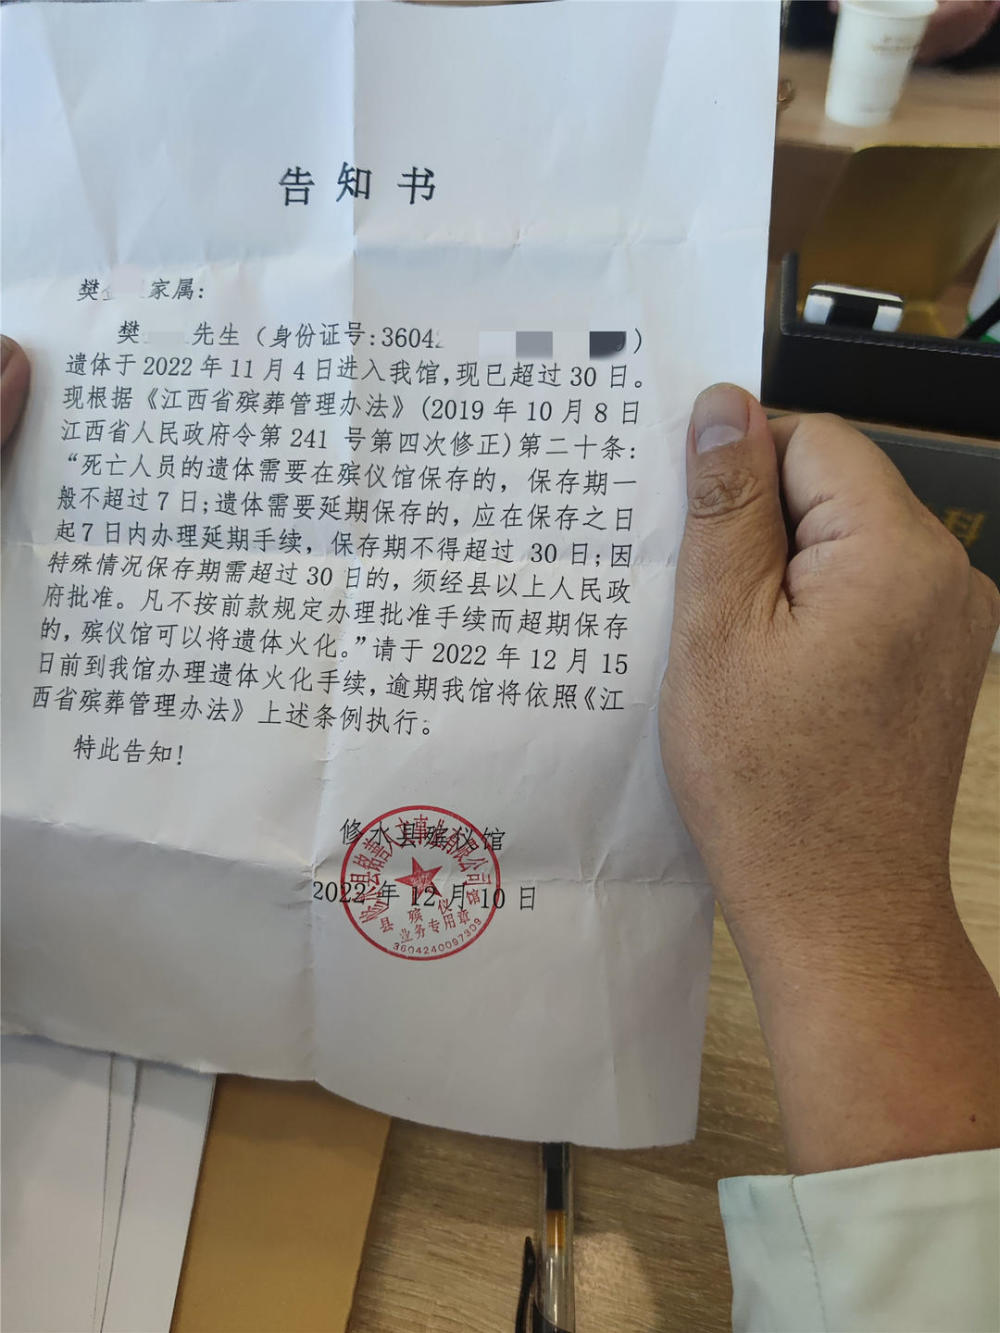 告知书
樊 家属:
樊 先生（身份证号:3604 ）
遗体于2022年11月4日进入我馆,现已超过30日。
现根据《江西省殡葬管理办法》(2019年10月8日
江西省人民政府令第241号第四次修正)第二十条:
“死亡人员的遗体需要在殡仪馆保存的，保存期一
般不超过7日;遗体需要延期保存的,应在保存之日
起7日内办理延期手续，保存期不得超过30日;因
特殊情况保存期需超过30日的，须经县以上人民政
府批准。凡不按前款规定办理批准手续而超期保存
的,殡仪馆可以将遗体火化。”请于2022年12月15
日前到我馆办理遗体火化手续,逾期我馆将依照《江
西省殡葬管理办法》上述条例执行。
特此告知!
修水县殡仪馆
2022年12月10日
县殡仪馆
业务专用章
3604240097309